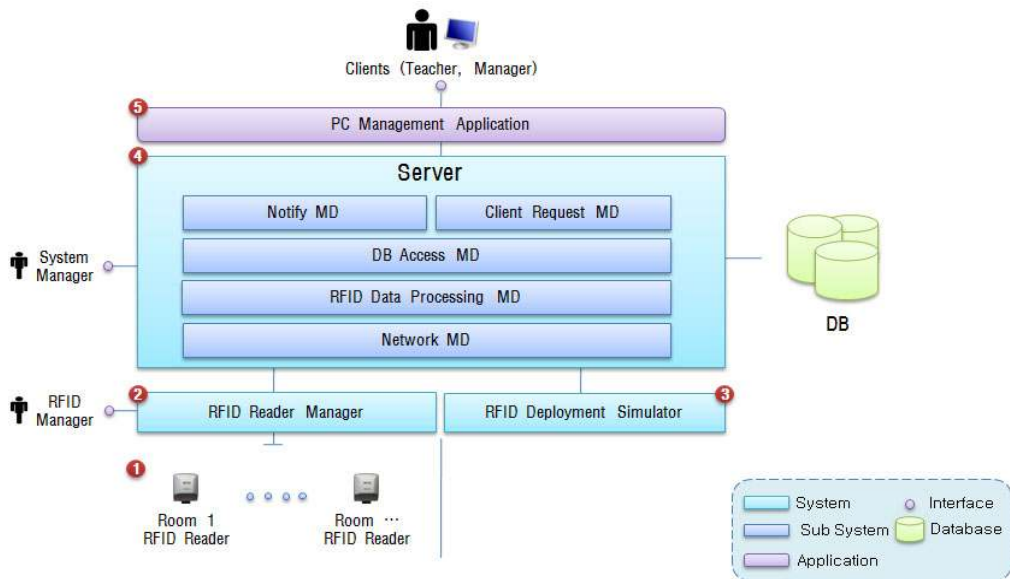 Clients (Teacher, Manager)
5
PC Management Application
4
Server
Notify MD
Client Request MD
DB Access MD
System
Manager
RFID Data Processing MD
Network MD
DB
2
3
RFID
Manager
RFID Reader Manager
RFID Deployment Simulator
1
Room 1
RFID Reader
Room ...
RFID Reader
System
Interface
Sub System
Database
Application